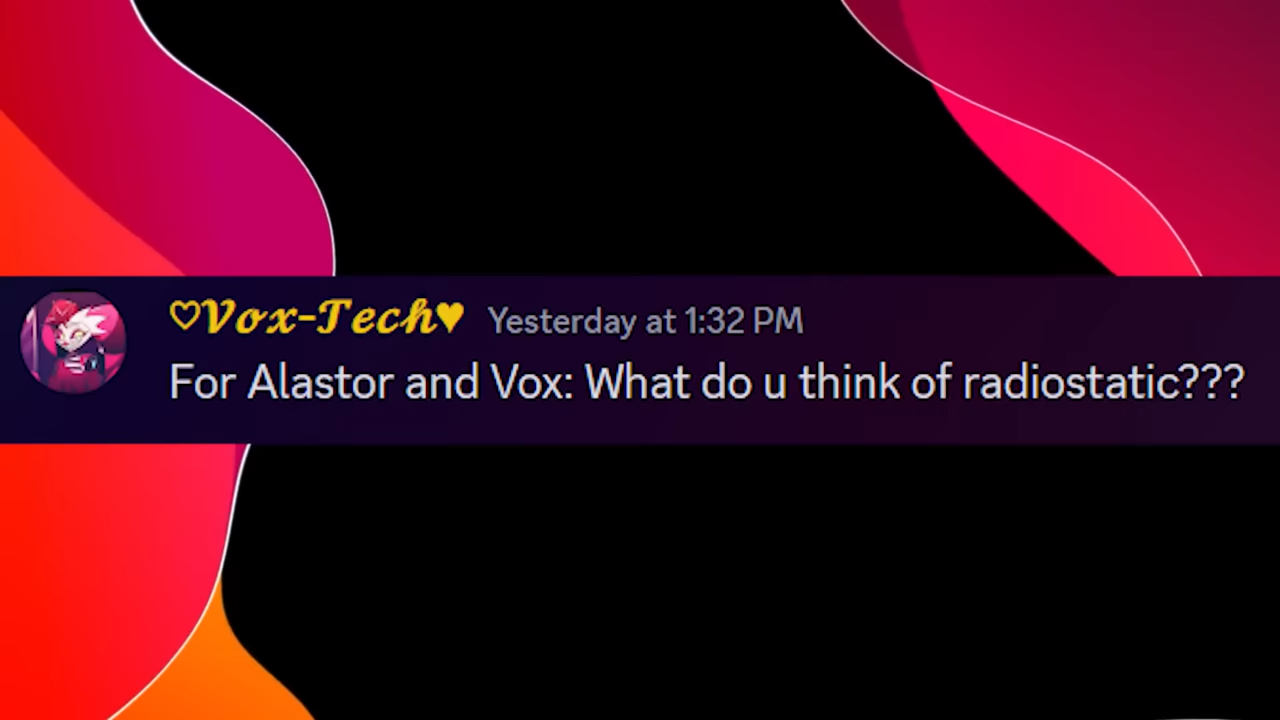 ♡𝓥𝓸𝔁-𝓣𝓮𝓬𝓱♥ Yesterday at 1:32 PM
For Alastor and Vox: What do u think of radiostatic???